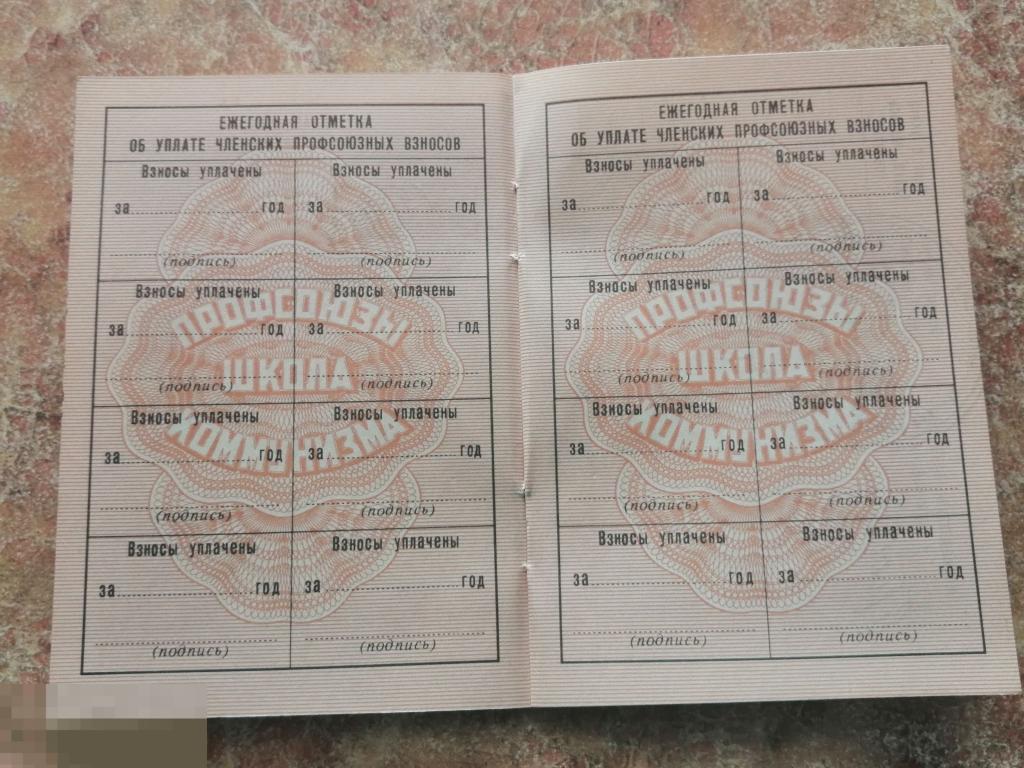 ЕЖЕГОДНАЯ ОТМЕТКА
ОБ УПЛАТЕ ЧЛЕНСКИХ ПРОФСОЮЗНЫХ ВЗНОСОВ
Взносы уплачены Взносы уплачены
за год за год
(подпись) (подпись)
Взносы уплачены Взносы уплачены
за год за год
(подпись) (подпись)
Взносы уплачены Взносы уплачены
за год за год
(подпись) (подпись)
Взносы уплачены Взносы уплачены
за год за год
(подпись) (подпись)
ПРОФСОЮЗЫ
ШКОЛА
КОММУНИЗМА
ЕЖЕГОДНАЯ ОТМЕТКА
ОБ УПЛАТЕ ЧЛЕНСКИХ ПРОФСОЮЗНЫХ ВЗНОСОВ
Взносы уплачены Взносы уплачены
за год за год
(подпись) (подпись)
Взносы уплачены Взносы уплачены
за год за год
(подпись) (подпись)
Взносы уплачены Взносы уплачены
за год за год
(подпись) (подпись)
Взносы уплачены Взносы уплачены
за год за год
(подпись) (подпись)
ПРОФСОЮЗЫ
ШКОЛА
КОММУНИЗМА